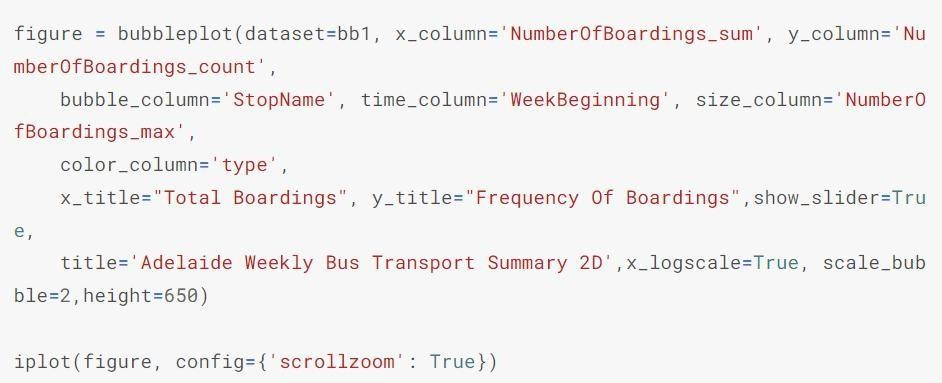 figure = bubbleplot(dataset=bb1, x_column='NumberOfBoardings_sum', y_column='Nu
mberOfBoardings_count',
    bubble_column='StopName', time_column='WeekBeginning', size_column='NumberO
fBoardings_max',
    color_column='type',
    x_title="Total Boardings", y_title="Frequency Of Boardings",show_slider=Tru
e,
    title='Adelaide Weekly Bus Transport Summary 2D',x_logscale=True, scale_bub
ble=2,height=650)

iplot(figure, config={'scrollzoom': True})